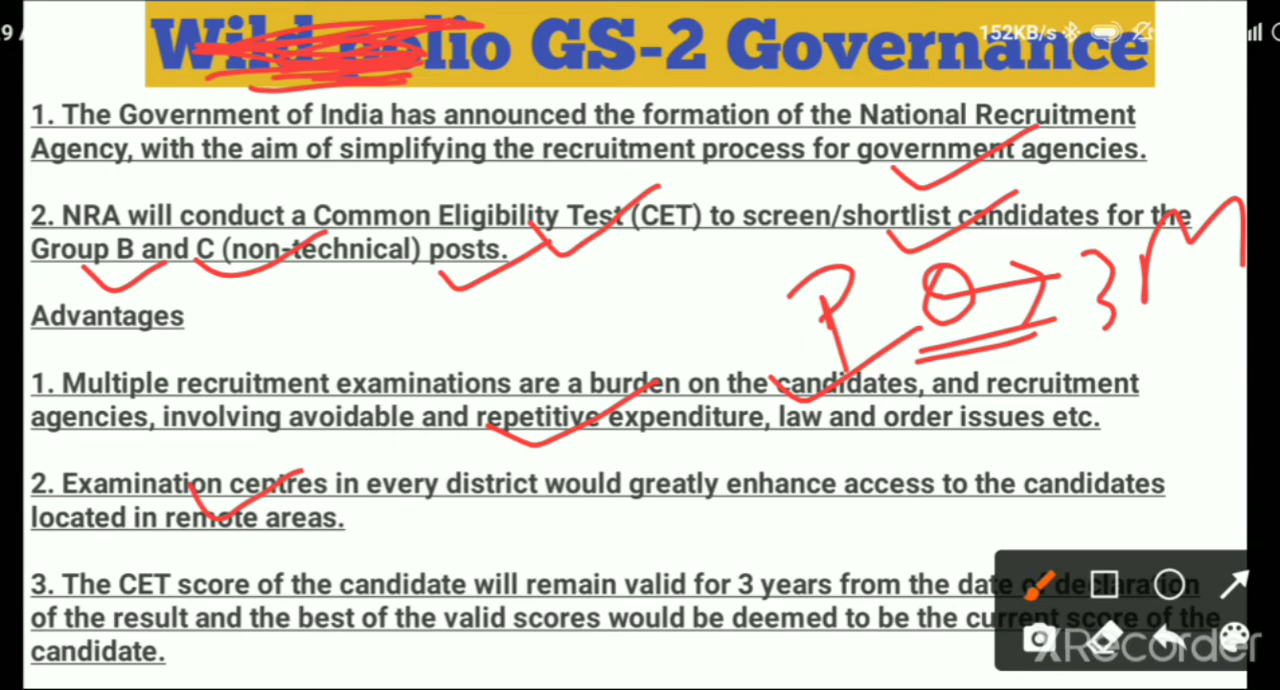 152KB/s
Wild polio GS-2 Governance
1. The Government of India has announced the formation of the National Recruitment
Agency, with the aim of simplifying the recruitment process for government agencies.
2. NRA will conduct a Common Eligibility Test (CET) to screen/shortlist candidates for the
Group B and C (non-technical) posts.
P 3 M
Advantages
1. Multiple recruitment examinations are a burden on the candidates, and recruitment
agencies, involving avoidable and repetitive expenditure, law and order issues etc.
2. Examination centres in every district would greatly enhance access to the candidates
located in remote areas.
3. The CET score of the candidate will remain valid for 3 years from the date of declaration
of the result and the best of the valid scores would be deemed to be the current score of the
candidate.
XRecorder